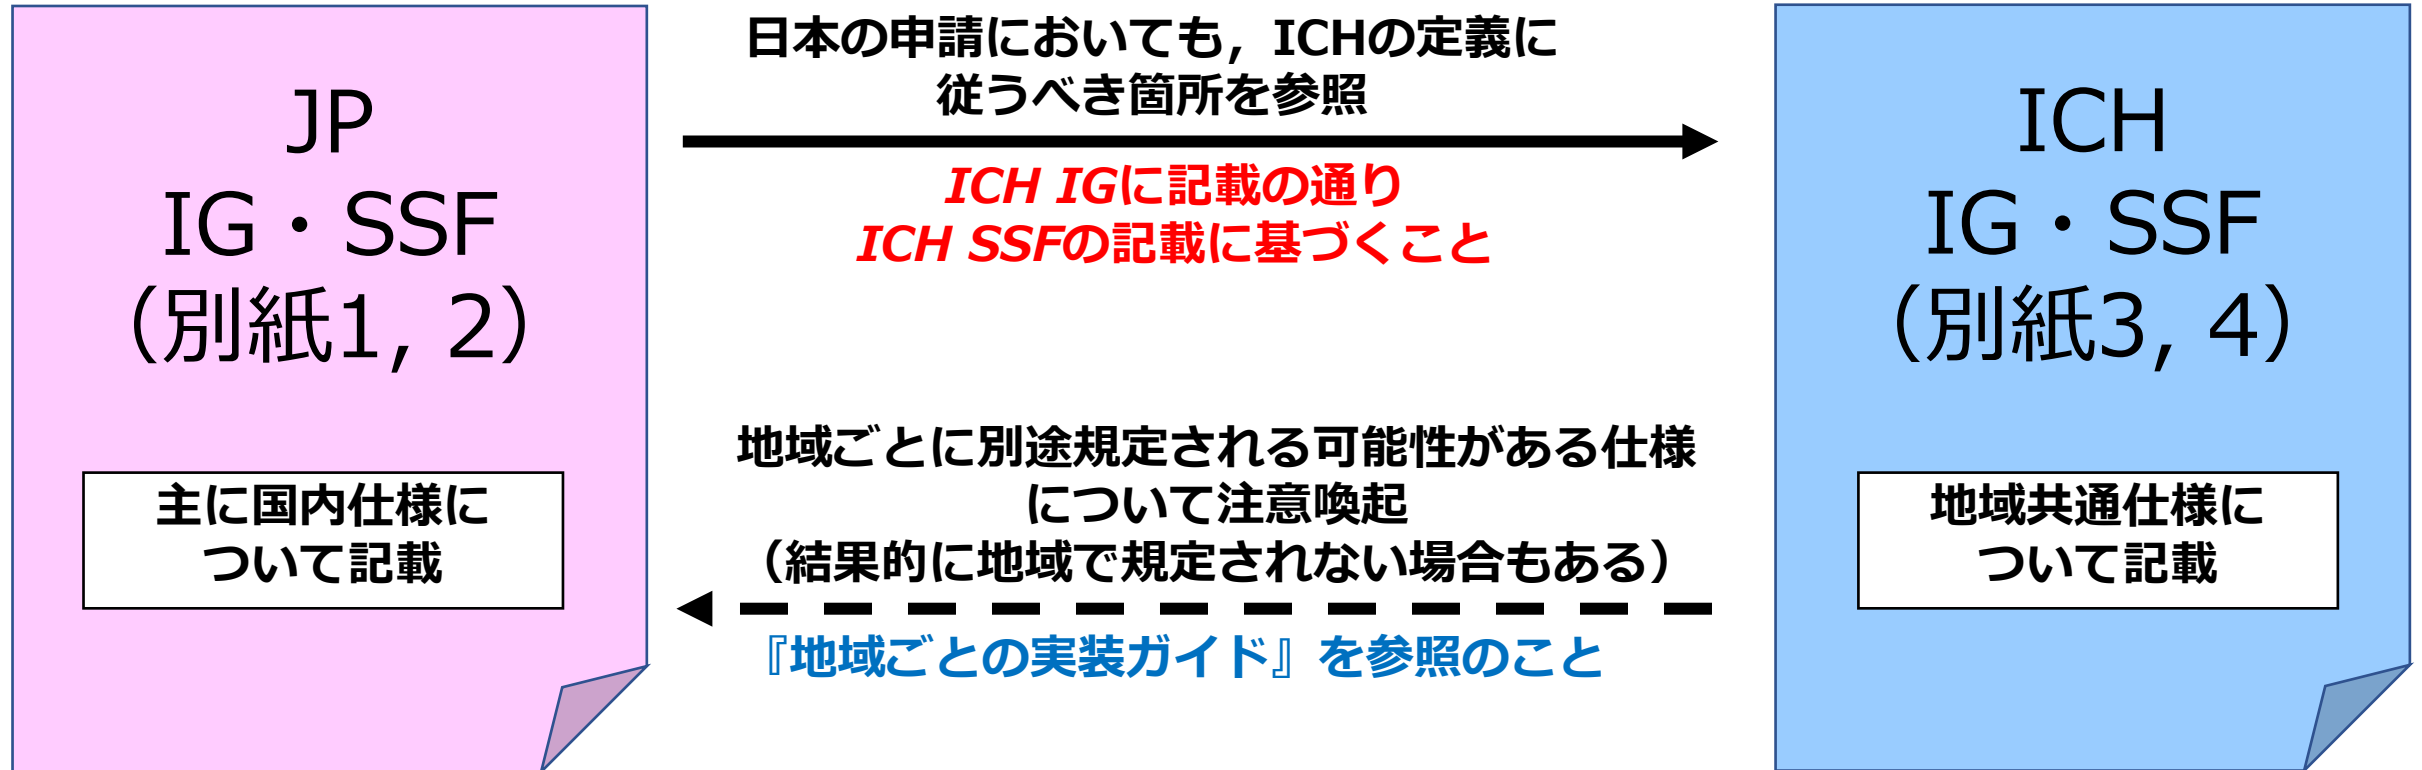 JP
IG・SSF
（別紙1, 2）
主に国内仕様に
ついて記載
日本の申請においても，ICHの定義に
従うべき箇所を参照
ICH IGに記載の通り
ICH SSFの記載に基づくこと
地域ごとに別途規定される可能性がある仕様
について注意喚起
（結果的に地域で規定されない場合もある）
『地域ごとの実装ガイド』を参照のこと
ICH
IG・SSF
（別紙3, 4）
地域共通仕様に
ついて記載